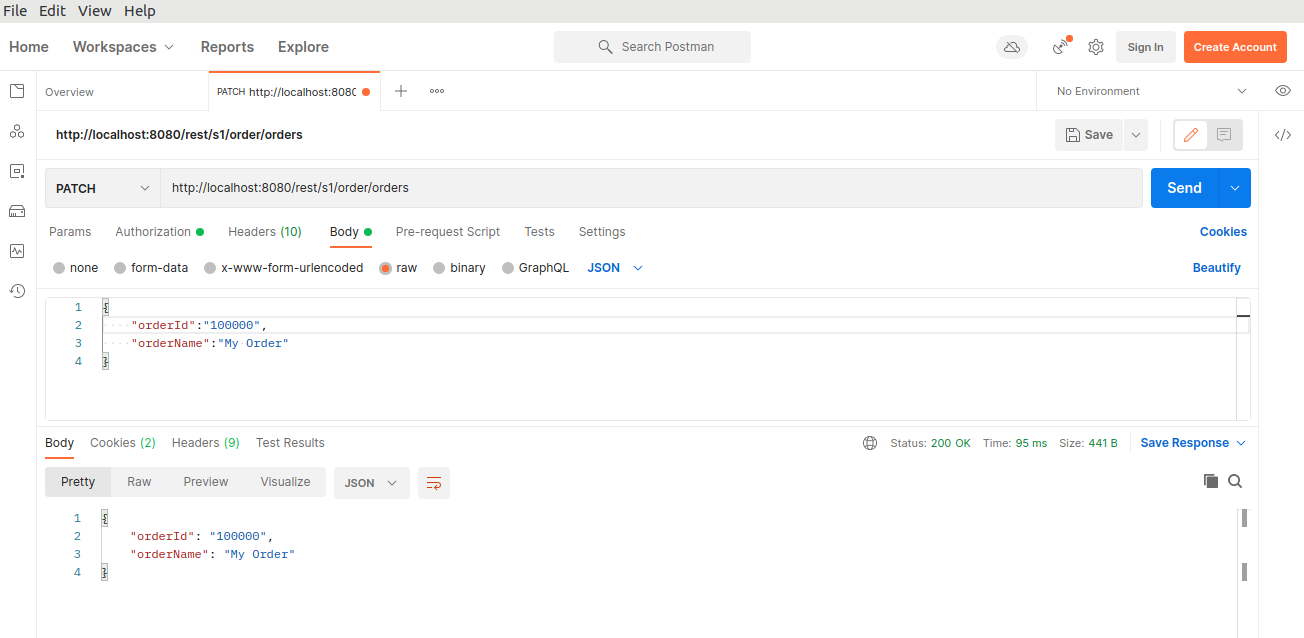 File Edit View Help
Home Workspaces Reports Explore Search Postman Sign In Create Account
Overview PATCH http://localhost:8080 No Environment
http://localhost:8080/rest/s1/order/orders Save
PATCH http://localhost:8080/rest/s1/order/orders Send
Params Authorization Headers (10) Body Pre-request Script Tests Settings Cookies
none form-data x-www-form-urlencoded raw binary GraphQL JSON Beautify
1 {
2 "orderId":"100000",
3 "orderName":"My Order"
4 }
Body Cookies (2) Headers (9) Test Results Status: 200 OK Time: 95 ms Size: 441 B Save Response
Pretty Raw Preview Visualize JSON
1 {
2 "orderId": "100000",
3 "orderName": "My Order"
4 }